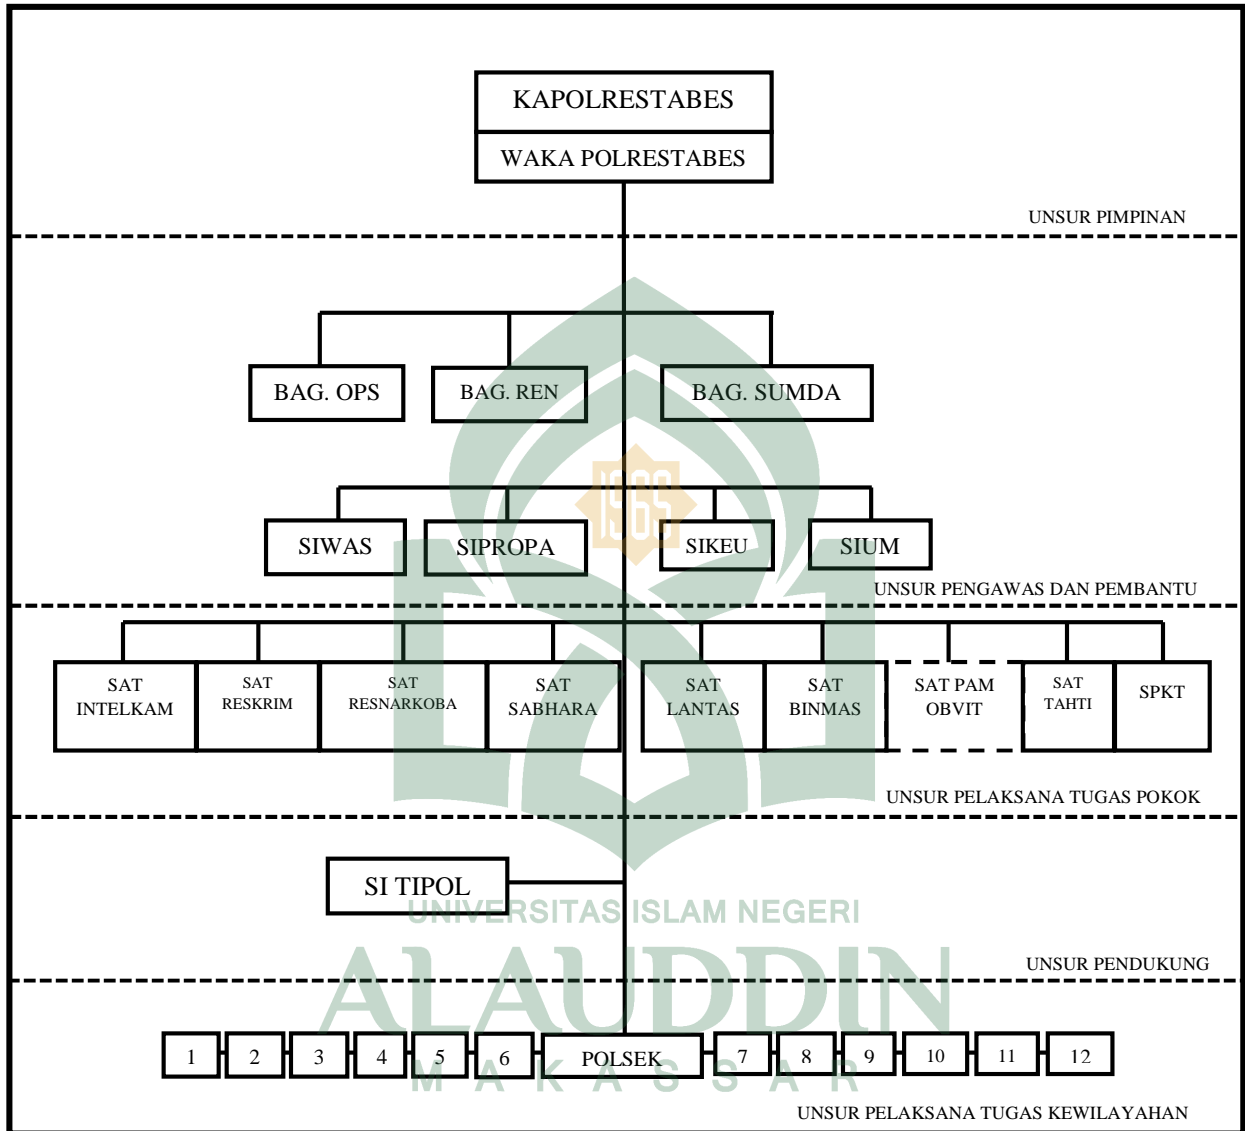 KAPOLRESTABES
WAKA POLRESTABES
UNSUR PIMPINAN
BAG. OPS
BAG. REN
BAG. SUMDA
1965
SIWAS
SIPROPA
SIKEU
SIUM
UNSUR PENGAWAS DAN PEMBANTU
SAT
INTELKAM
SAT
RESKRIM
SAT
RESNARKOBA
SAT
SABHARA
SAT
LANTAS
SAT
BINMAS
SAT PAM
OBVIT
SAT
TAHTI
SPKT
UNSUR PELAKSANA TUGAS POKOK
SI TIPOL
UNIVERSITAS ISLAM NEGERI
ALAUDDIN
UNSUR PENDUKUNG
1
2
3
4
5
6
POLSEK
7
8
9
10
11
12
MAKASSAR
UNSUR PELAKSANA TUGAS KEWILAYAHAN